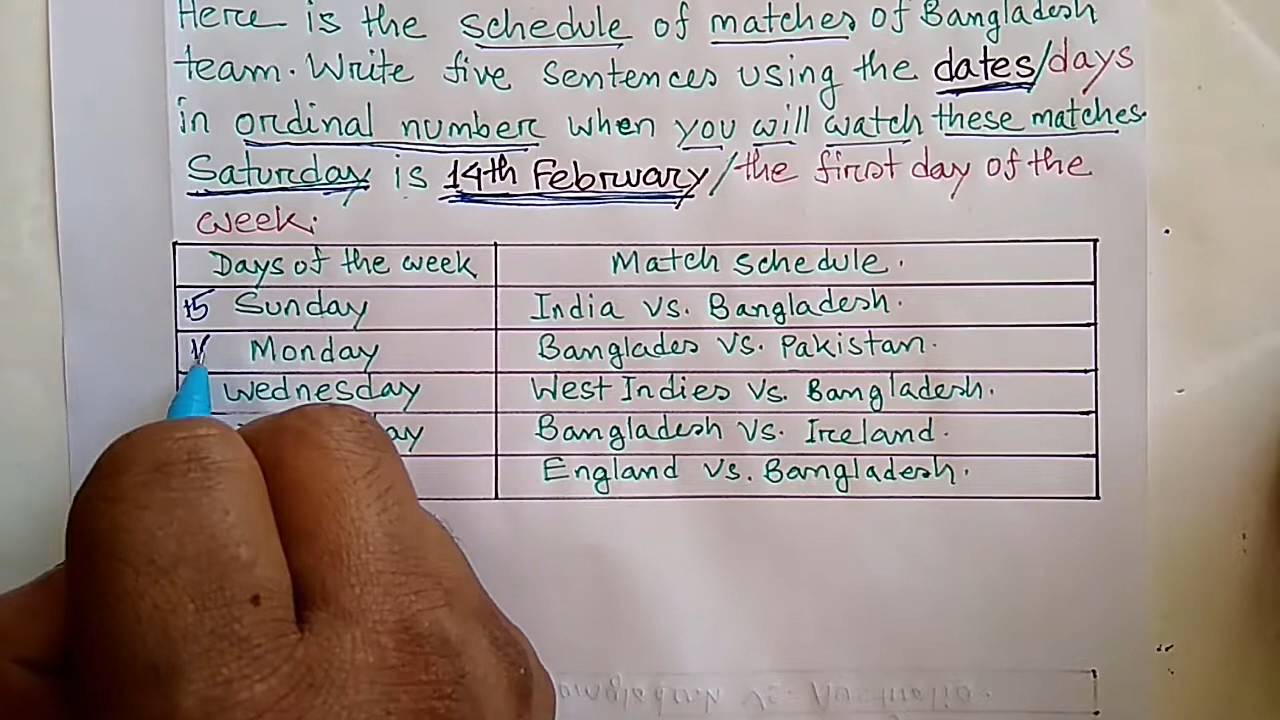 Here is the schedule of matches of Bangladesh
team. Write five sentences using the dates/days
in ordinal number when you will watch these matches.
Saturday is 14th February/the first day of the
week:
Days of the week Match schedule.
15 Sunday India vs. Bangladesh.
Monday Banglades vs. Pakistan.
Wednesday West Indies vs. Bangladesh.
Bangladesh vs. Ireland.
England vs. Bangladesh.